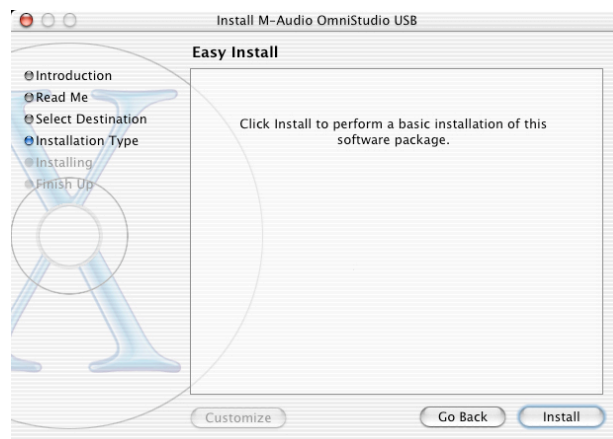 Install M-Audio OmniStudio USB
Easy Install
Introduction
Read Me
Select Destination
Installation Type
Installing
Finish Up
Click Install to perform a basic installation of this
software package.
Customize
Go Back
Install